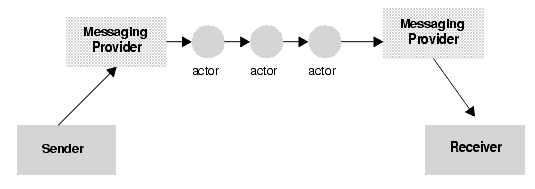 Messaging
Provider
Messaging
Provider
actor
actor
actor
Sender
Receiver